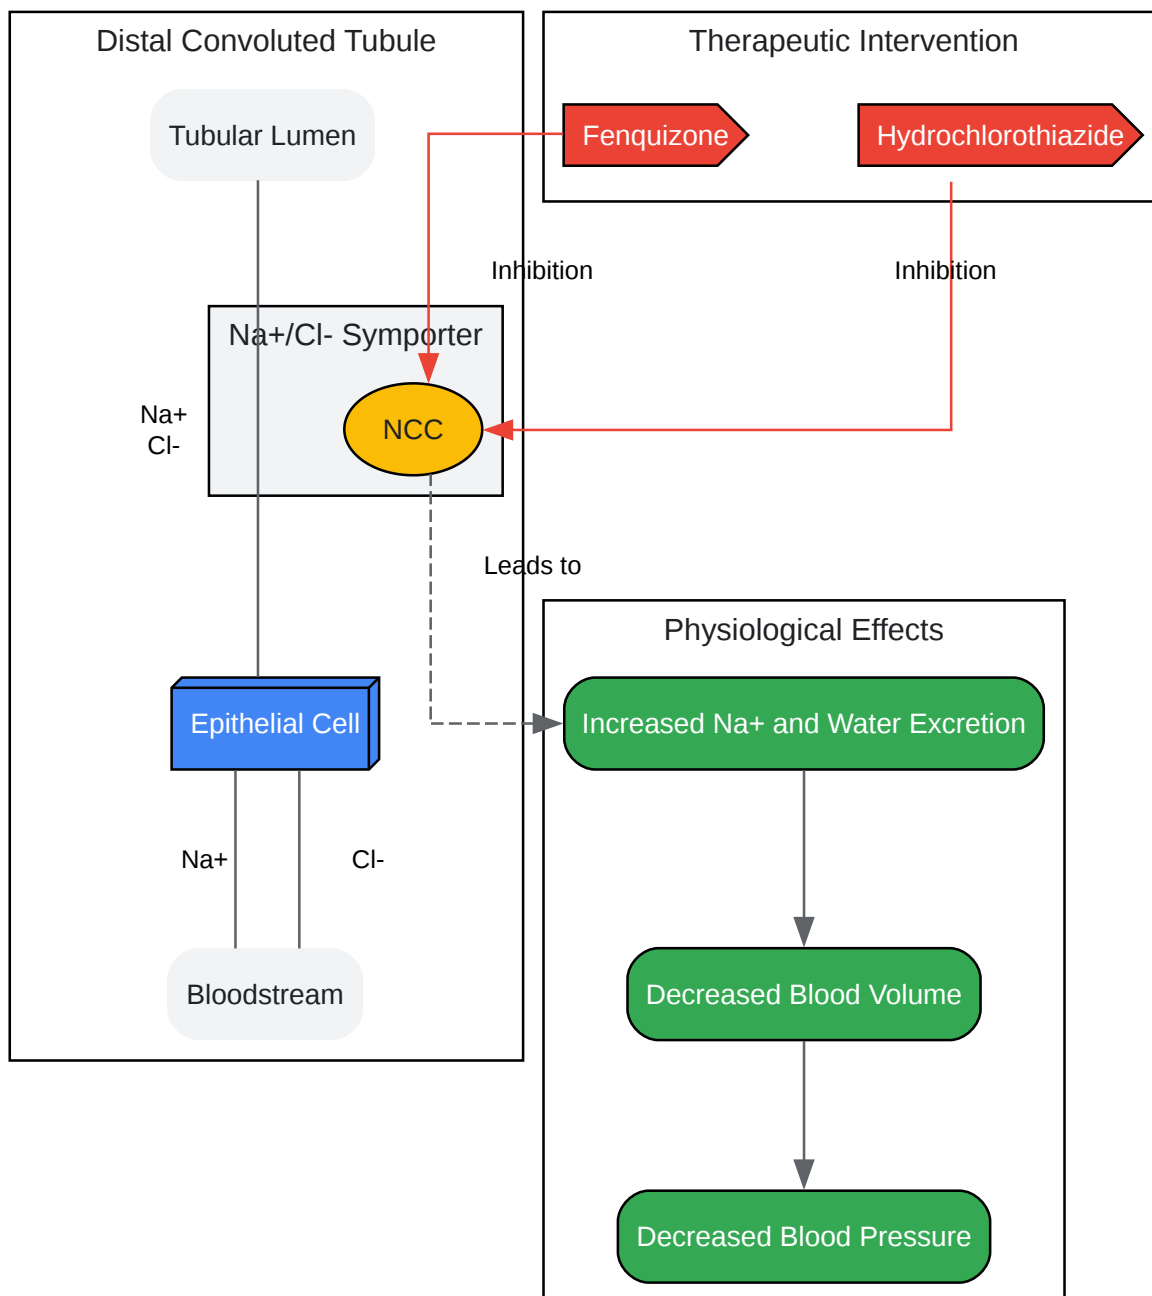 Distal Convoluted Tubule
Therapeutic Intervention
Tubular Lumen
Fenquizone
Hydrochlorothiazide
Inhibition
Inhibition
Na+/Cl- Symporter
Na+
Cl-
NCC
Leads to
Physiological Effects
Epithelial Cell
Increased Na+ and Water Excretion
Na+
Cl-
Bloodstream
Decreased Blood Volume
Decreased Blood Pressure